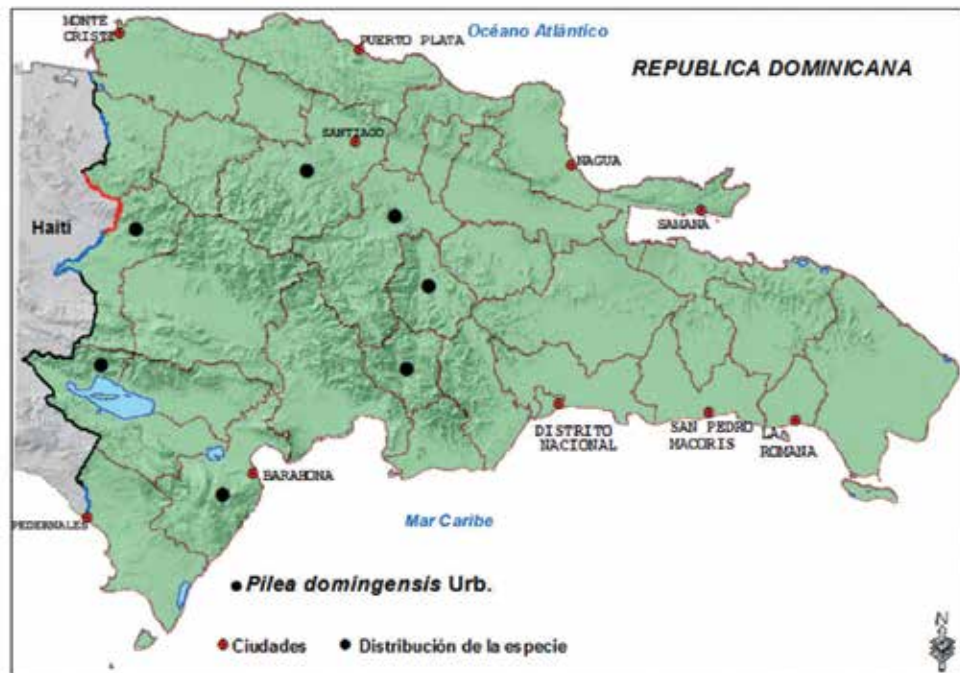 MONTE
CRISTI
PUERTO PLATA
Océano Atlántico
REPUBLICA DOMINICANA
SANTIAGO
NAGUA
SAMANA
Haití
DISTRITO
NACIONAL
SAN PEDRO
MACORIS
LA
ROMANA
BARAHONA
PEDERNALES
Mar Caribe
Pilea domingensis Urb.
Ciudades
Distribución de la especie
N